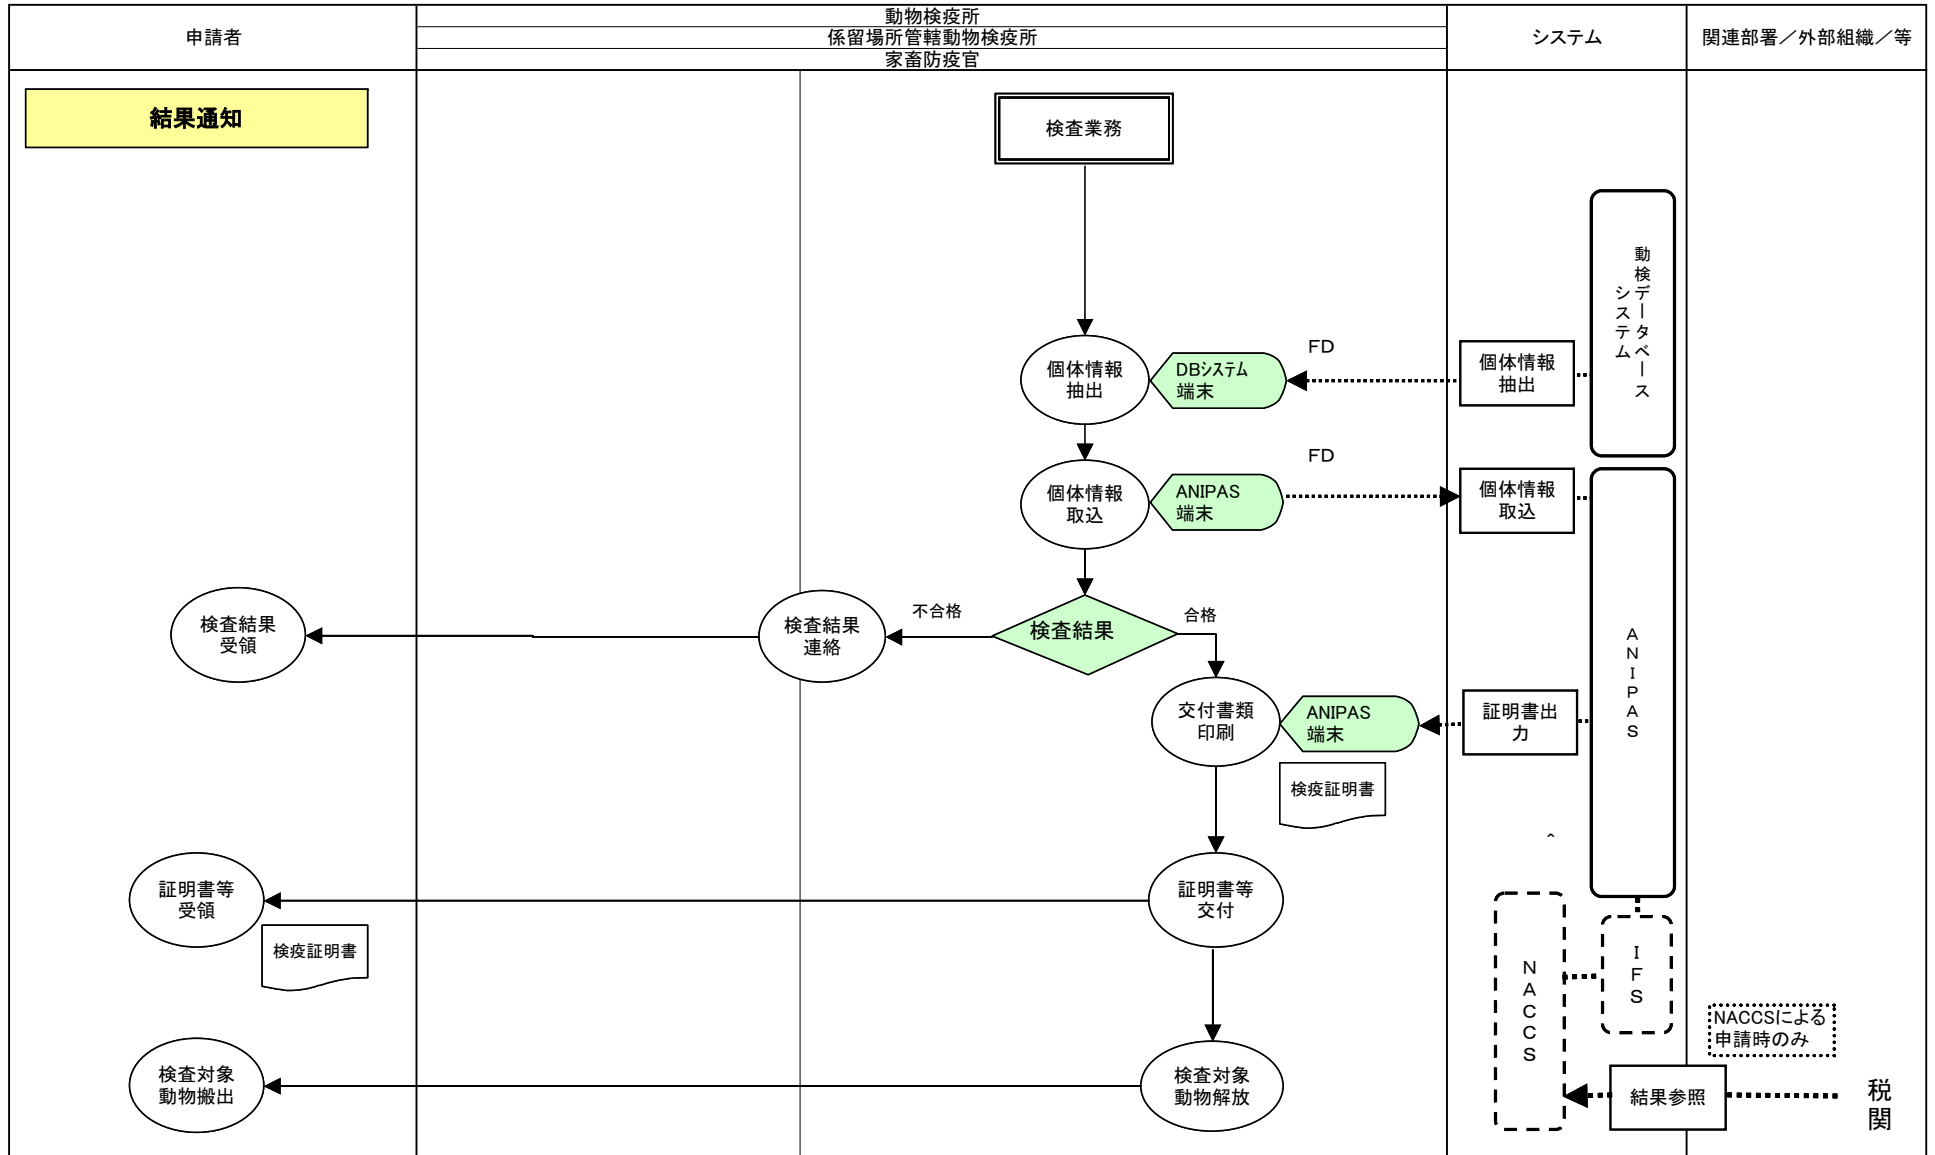 申請者
動物検疫所
係留場所管轄動物検疫所
家畜防疫官
システム
関連部署／外部組織／等
結果通知
検査業務
動検データベース
システム
個体情報
抽出
DBシステム
端末
FD
個体情報
抽出
個体情報
取込
ANIPAS
端末
FD
個体情報
取込
ANIPAS
検査結果
受領
検査結果
連絡
不合格
検査結果
合格
交付書類
印刷
ANIPAS
端末
証明書出
力
検疫証明書
^
証明書等
受領
検疫証明書
証明書等
交付
NACCS
IFS
NACCSによる
申請時のみ
検査対象
動物搬出
検査対象
動物解放
結果参照
税関